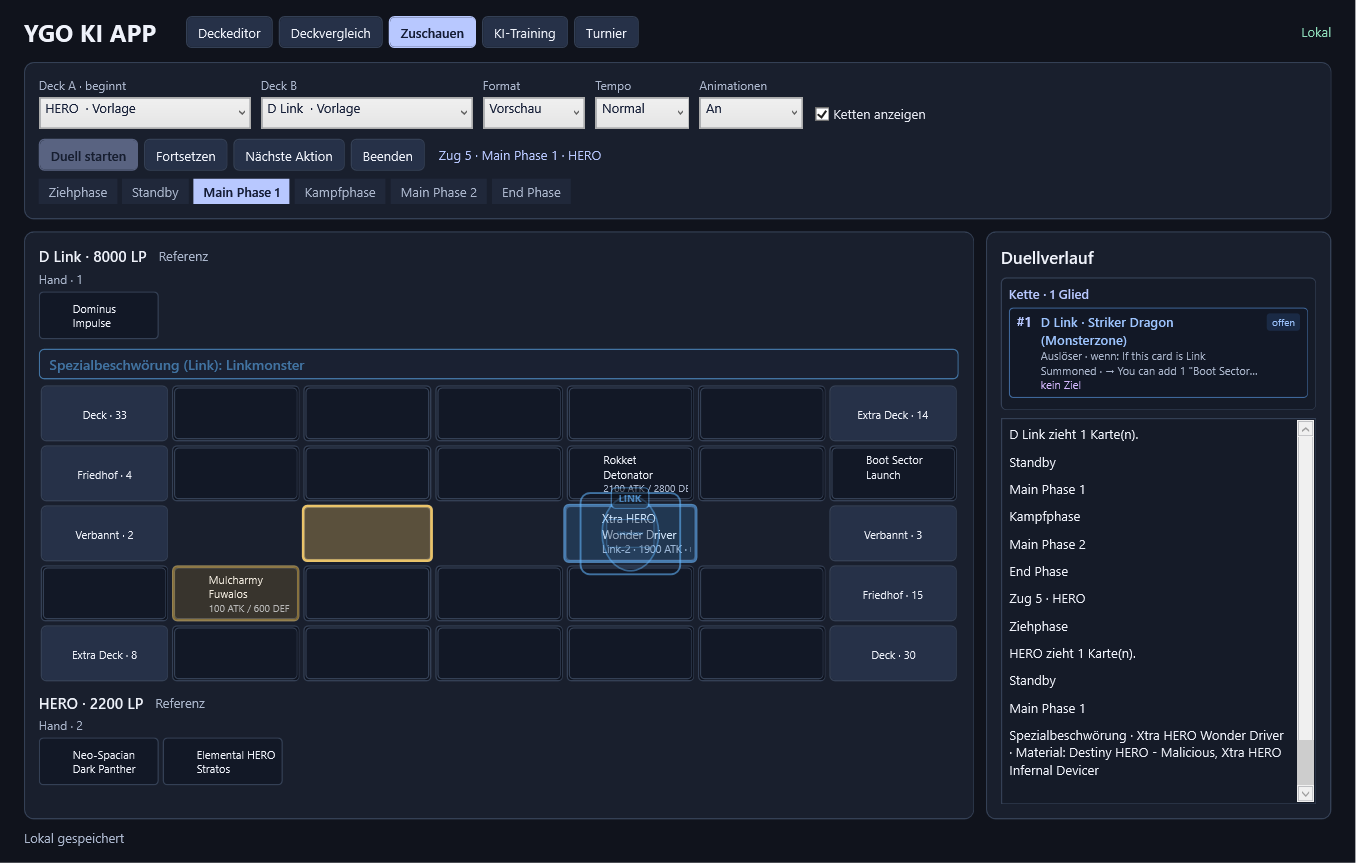 YGO KI APP
Deckeditor
Deckvergleich
Zuschauen
KI-Training
Turnier
Lokal
Deck A · beginnt
Deck B
Format
Tempo
Animationen
HERO · Vorlage
D Link · Vorlage
Vorschau
Normal
An
Ketten anzeigen
Duell starten
Fortsetzen
Nächste Aktion
Beenden
Zug 5 · Main Phase 1 · HERO
Ziehphase
Standby
Main Phase 1
Kampfphase
Main Phase 2
End Phase
D Link · 8000 LP
Referenz
Hand · 1
Dominus
Impulse
Spezialbeschwörung (Link): Linkmonster
Deck · 33
Extra Deck · 14
Friedhof · 4
Rokket
Detonator
2100 ATK / 2800 DE
Boot Sector
Launch
Verbannt · 2
LINK
Xtra HERO
Wonder Driver
Link-2 · 1900 ATK ·
Verbannt · 3
Mulcharmy
Fuwalos
100 ATK / 600 DEF
Friedhof · 15
Extra Deck · 8
Deck · 30
HERO · 2200 LP
Referenz
Hand · 2
Neo-Spacian
Dark Panther
Elemental HERO
Stratos
Duellverlauf
Kette · 1 Glied
#1
D Link · Striker Dragon
(Monsterzone)
offen
Auslöser · wenn: If this card is Link
Summoned · → You can add 1 "Boot Sector...
kein Ziel
D Link zieht 1 Karte(n).
Standby
Main Phase 1
Kampfphase
Main Phase 2
End Phase
Zug 5 · HERO
Ziehphase
HERO zieht 1 Karte(n).
Standby
Main Phase 1
Spezialbeschwörung · Xtra HERO Wonder Driver
· Material: Destiny HERO - Malicious, Xtra HERO
Infernal Devicer
Lokal gespeichert